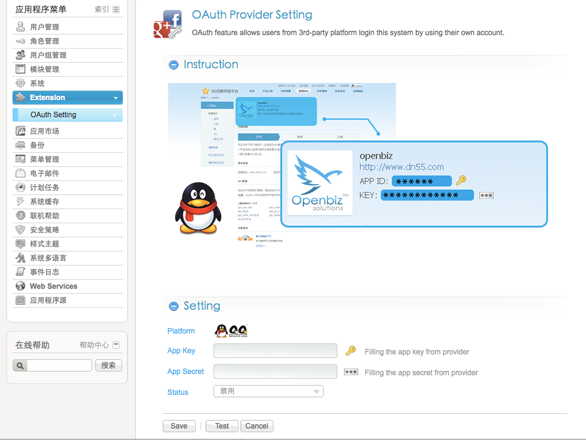 应用程序菜单 索引
用户管理
角色管理
用户组管理
模块管理
系统
Extension
OAuth Setting
应用市场
备份
菜单管理
电子邮件
计划任务
系统缓存
联机帮助
安全策略
样式主题
系统多语言
事件日志
Web Services
应用程序源
在线帮助 帮助中心
搜索
OAuth Provider Setting
OAuth feature allows users from 3rd-party platform login this system by using their own account.
Instruction
openbiz
http://www.dn55.com
APP ID: ******
KEY: ************
Openbiz
solutions
Setting
Platform
App Key Filling the app key from provider
App Secret Filling the app secret from provider
Status 禁用
Save Test Cancel